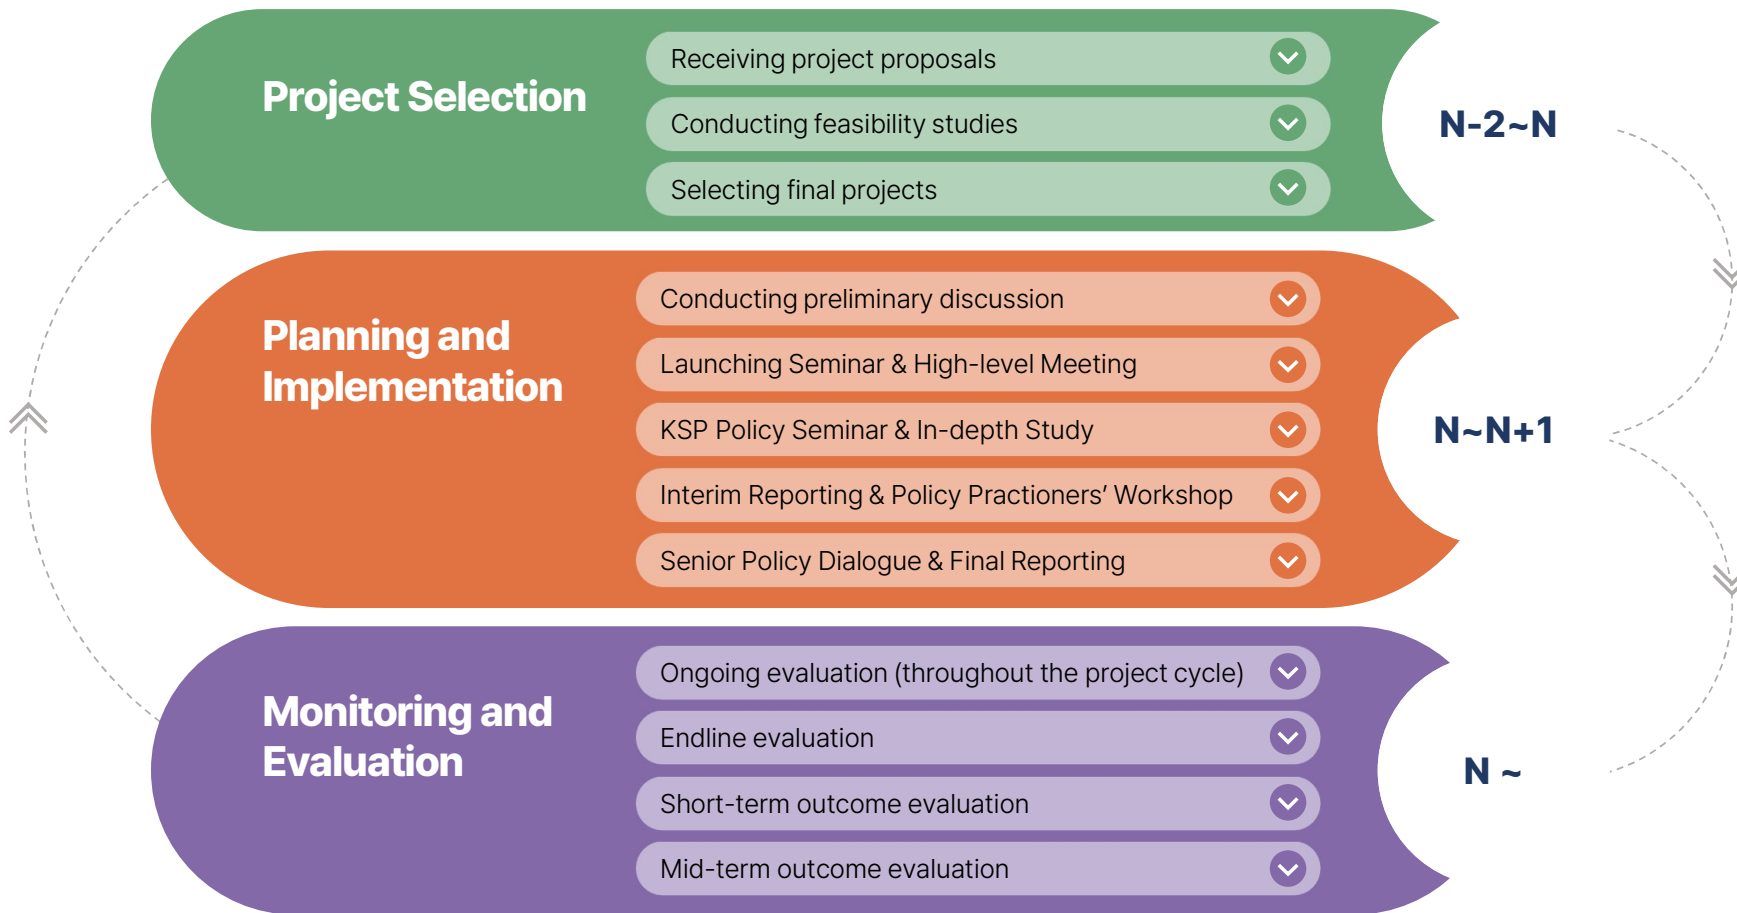 Project Selection
Receiving project proposals
Conducting feasibility studies
Selecting final projects
N-2~N
Planning and
Implementation
Conducting preliminary discussion
Launching Seminar & High-level Meeting
KSP Policy Seminar & In-depth Study
Interim Reporting & Policy Practioners’ Workshop
Senior Policy Dialogue & Final Reporting
N~N+1
Monitoring and
Evaluation
Ongoing evaluation (throughout the project cycle)
Endline evaluation
Short-term outcome evaluation
Mid-term outcome evaluation
N ~